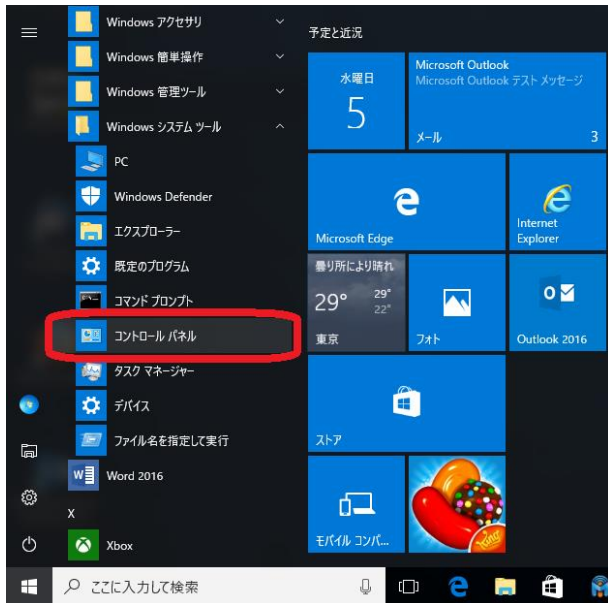 Windows アクセサリ
Windows 簡単操作
Windows 管理ツール
Windows システム ツール
PC
Windows Defender
エクスプローラー
既定のプログラム
コマンド プロンプト
コントロール パネル
タスク マネージャー
デバイス
ファイル名を指定して実行
Word 2016
X
Xbox
ここに入力して検索
予定と近況
水曜日
5
Microsoft Outlook
Microsoft Outlook テスト メッセージ
メール
3
Microsoft Edge
Internet
Explorer
曇り所により晴れ
29°
29°
22°
東京
フォト
Outlook 2016
ストア
モバイル コンパ...
King